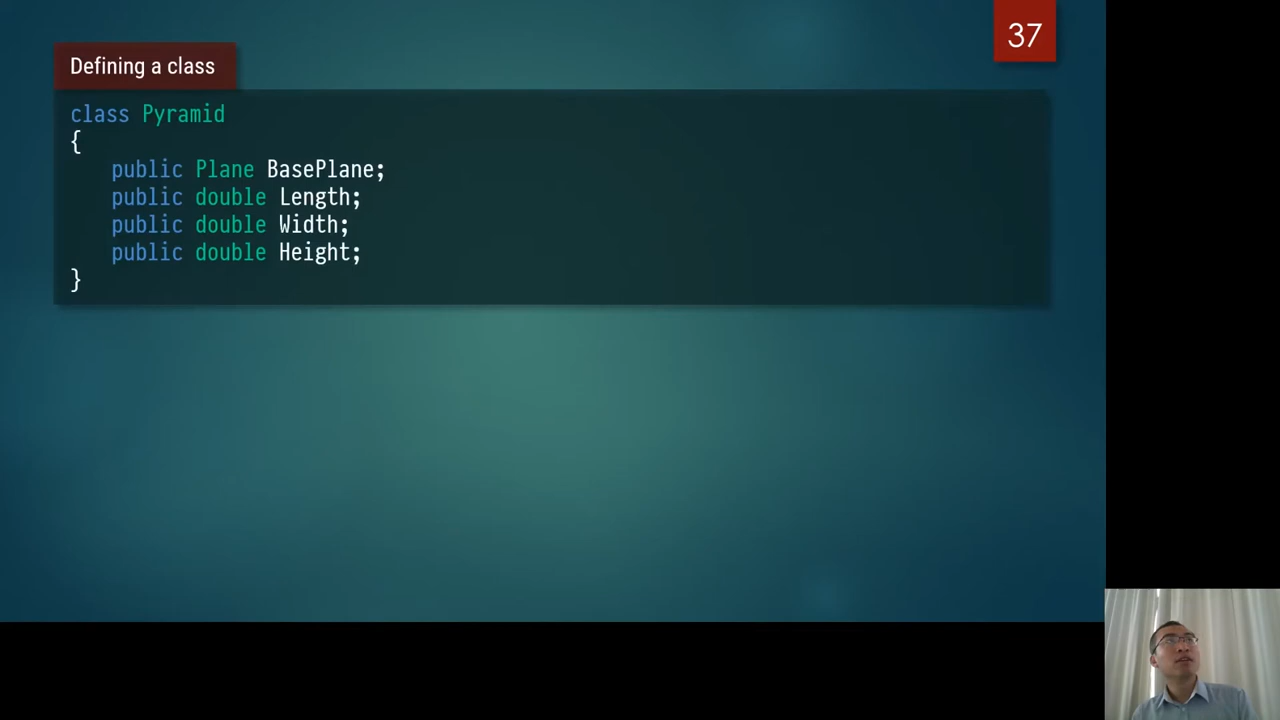 37
Defining a class
class Pyramid
{
public Plane BasePlane;
public double Length;
public double Width;
public double Height;
}